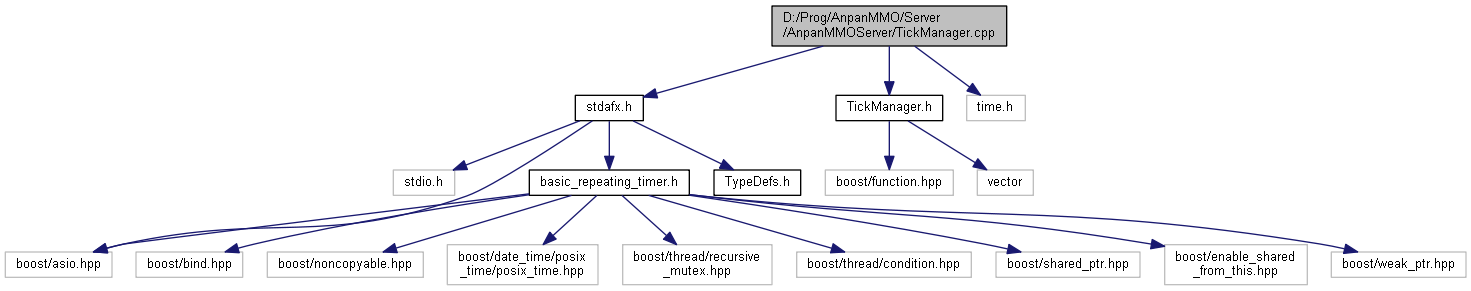 D:/Prog/AnpanMMO/Server
/AnpanMMOServer/TickManager.cpp
stdafx.h
TickManager.h
time.h
stdio.h
basic_repeating_timer.h
TypeDefs.h
boost/function.hpp
vector
boost/asio.hpp
boost/bind.hpp
boost/noncopyable.hpp
boost/date_time/posix
_time/posix_time.hpp
boost/thread/recursive
_mutex.hpp
boost/thread/condition.hpp
boost/shared_ptr.hpp
boost/enable_shared
_from_this.hpp
boost/weak_ptr.hpp